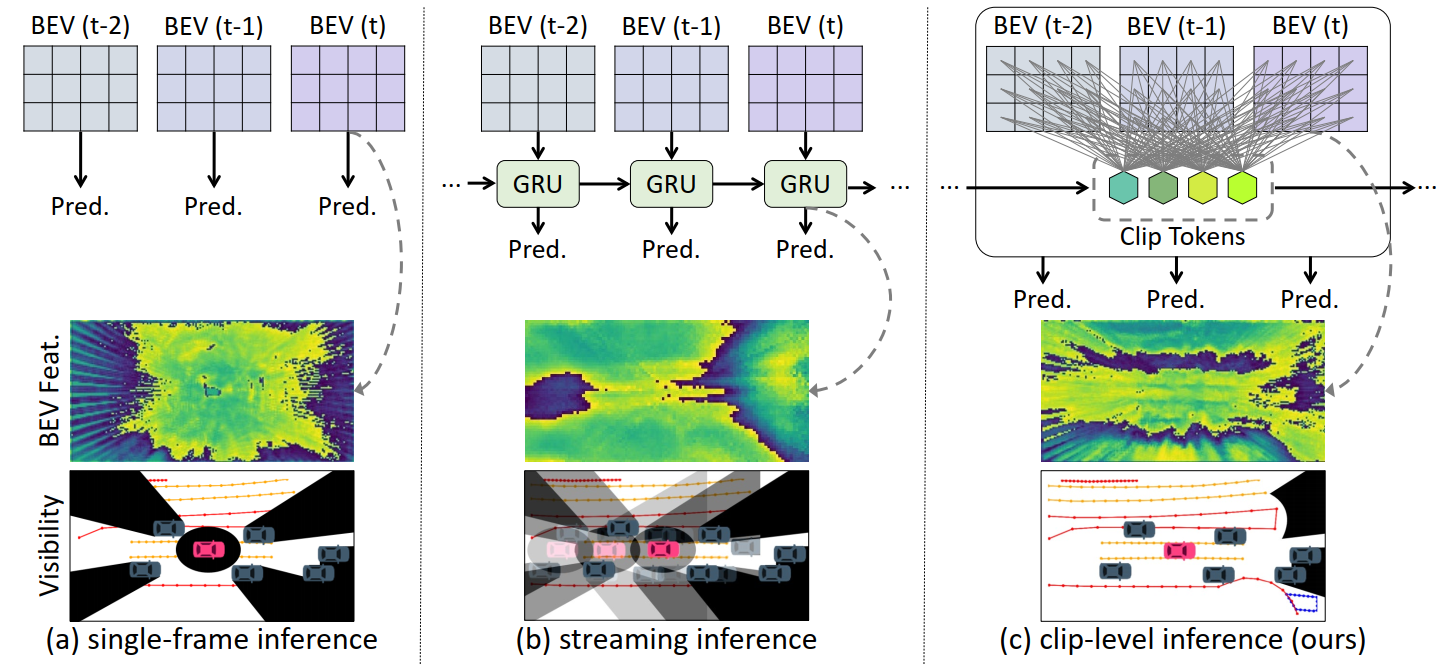 BEV (t-2) BEV (t-1) BEV (t)
Pred. Pred. Pred.
BEV Feat.
Visibility
(a) single-frame inference
BEV (t-2) BEV (t-1) BEV (t)
... GRU GRU GRU ...
Pred. Pred. Pred.
(b) streaming inference
BEV (t-2) BEV (t-1) BEV (t)
... ...
Clip Tokens
Pred. Pred. Pred.
(c) clip-level inference (ours)